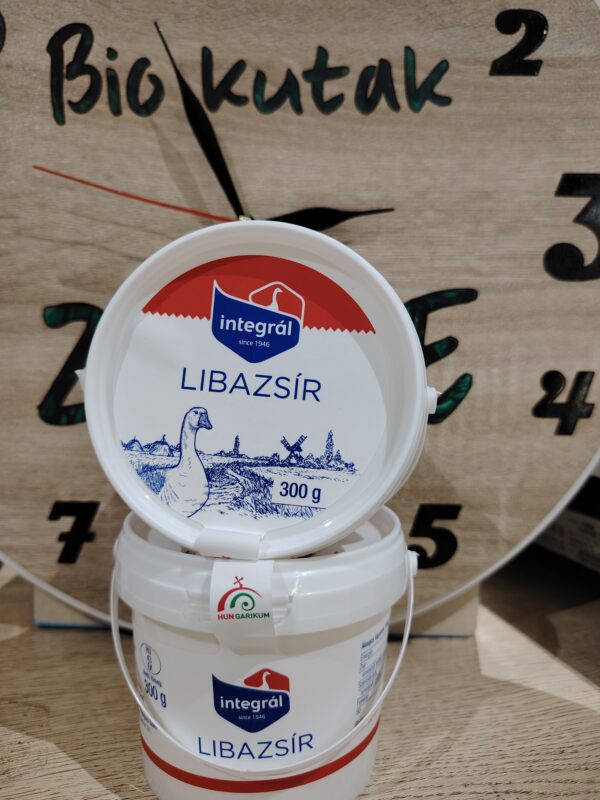 Bio kutak
2
3
4
5
7
Z E
integrál
since 1946
LIBAZSÍR
300 g
HUNGARIKUM
300 g
integrál
since 1946
LIBAZSÍR